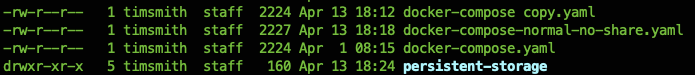 -rw-r--r--   1 timsmith  staff  2224 Apr 13 18:12 docker-compose copy.yaml
-rw-r--r--   1 timsmith  staff  2227 Apr 13 18:18 docker-compose-normal-no-share.yaml
-rw-r--r--   1 timsmith  staff  2224 Apr  1 08:15 docker-compose.yaml
drwxr-xr-x   5 timsmith  staff   160 Apr 13 18:24 persistent-storage